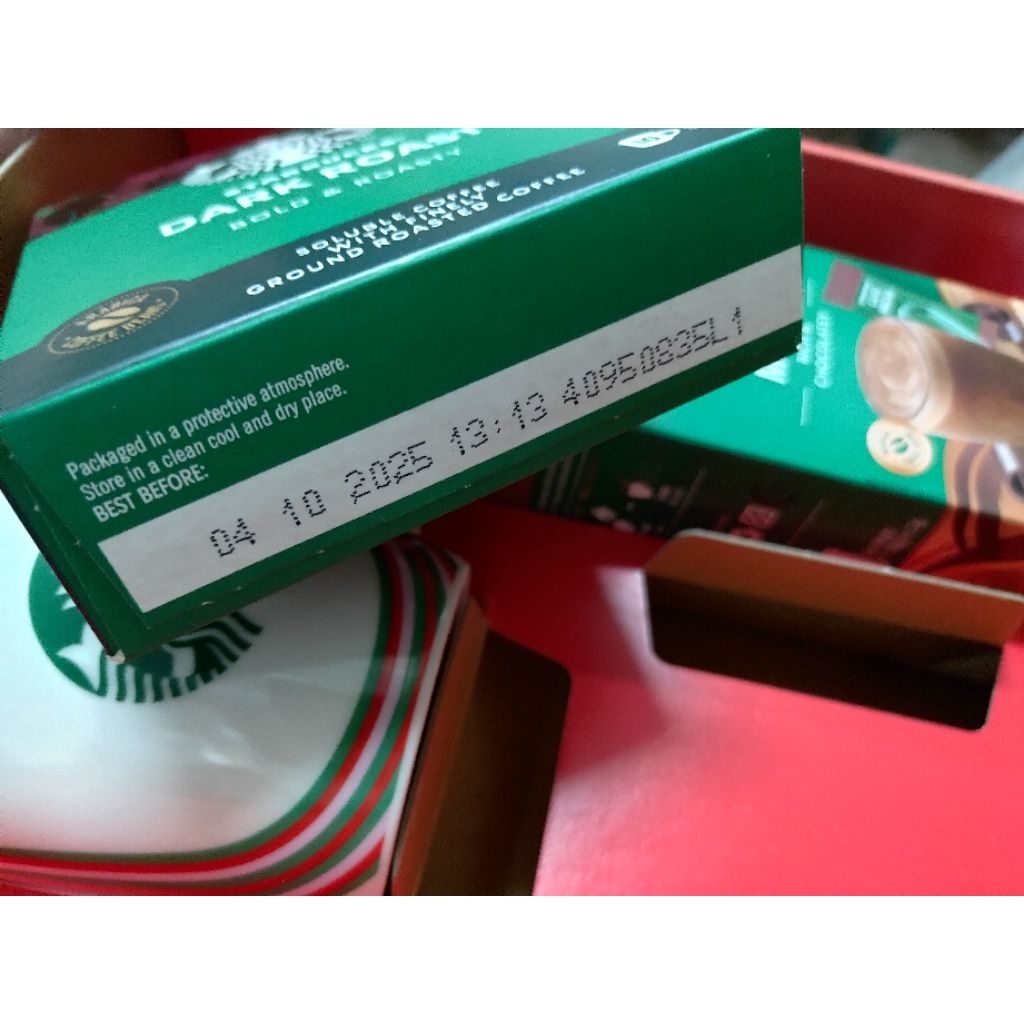 DARK ROAST
BOLD & ROASTY
SOLUBLE COFFEE
WITH FINELY
GROUND ROASTED COFFEE
Packaged in a protective atmosphere.
Store in a clean cool and dry place.
BEST BEFORE:
04 10 2025 13:13 40950835L1